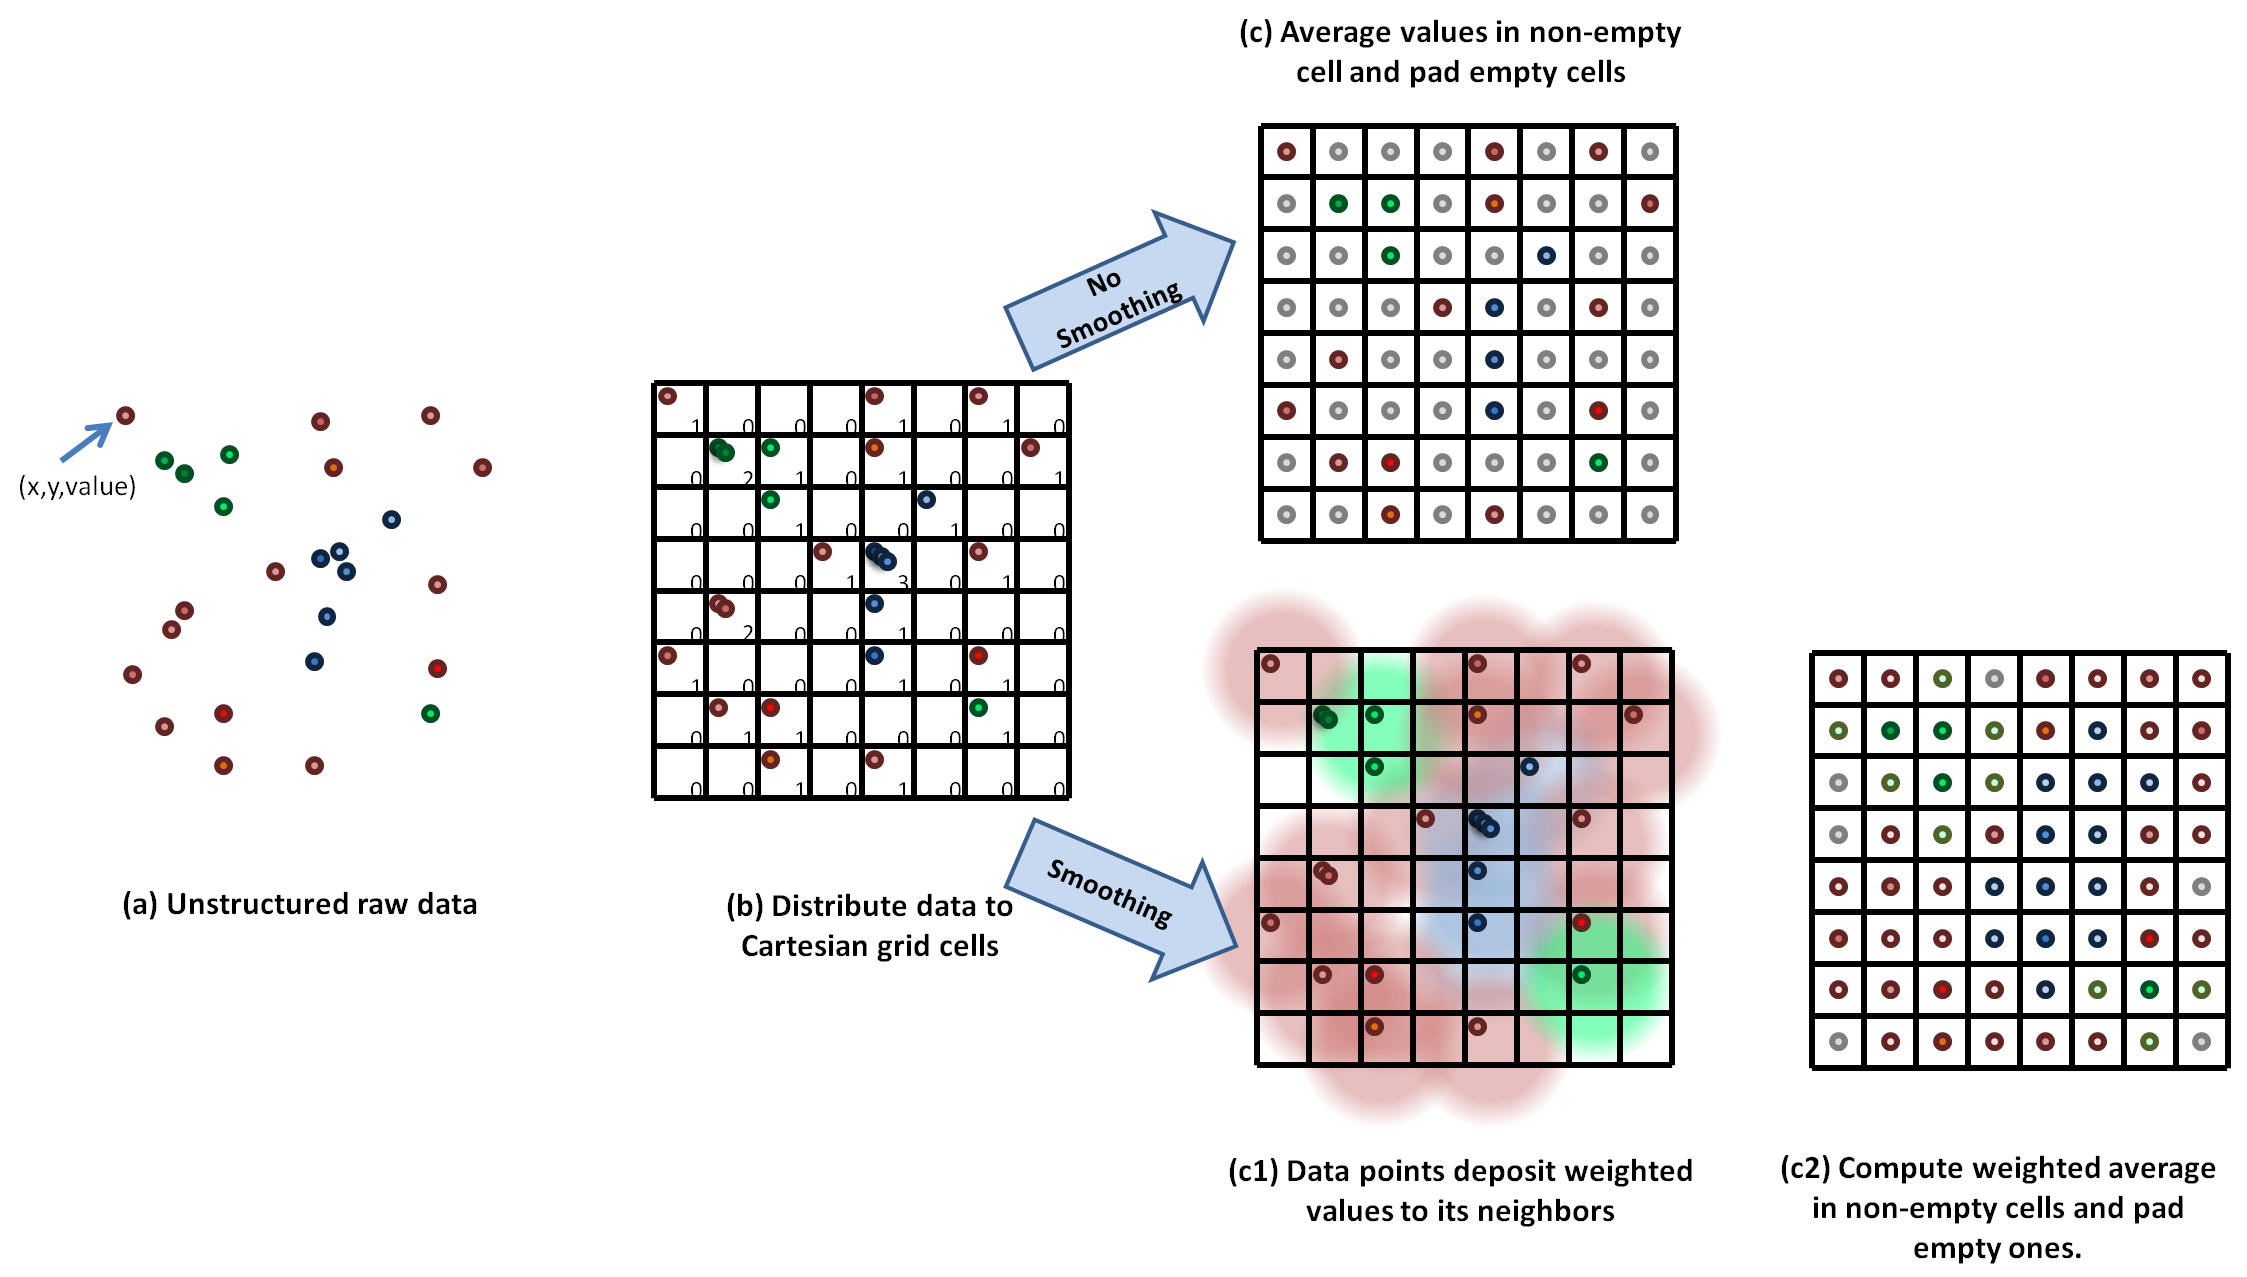 (c) Average values in non-empty
cell and pad empty cells
No
Smoothing
(x,y,value)
1 0 0 0 1 0 1 0
0 2 1 0 1 0 0 1
0 0 1 0 0 1 0 0
0 0 0 1 3 0 1 0
0 2 0 0 1 0 0 0
1 0 0 0 1 0 1 0
0 1 1 0 0 0 1 0
0 0 1 0 1 0 0 0
Smoothing
(a) Unstructured raw data
(b) Distribute data to
Cartesian grid cells
(c1) Data points deposit weighted
values to its neighbors
(c2) Compute weighted average
in non-empty cells and pad
empty ones.